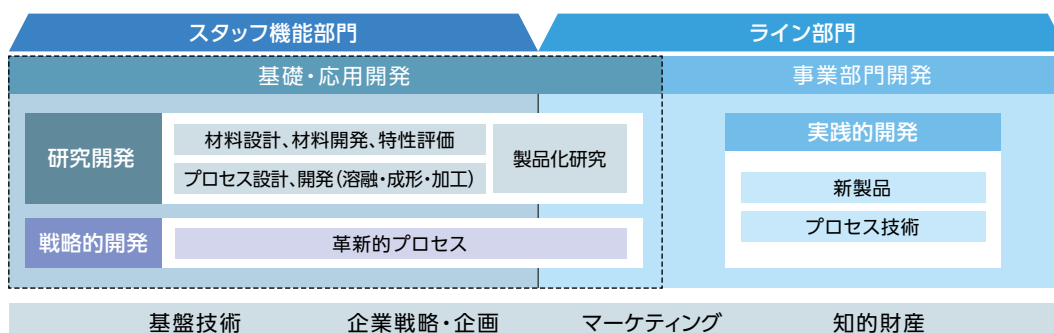 スタッフ機能部門
ライン部門
基礎・応用開発
事業部門開発
研究開発
材料設計、材料開発、特性評価
プロセス設計、開発(溶融・成形・加工)
製品化研究
戦略的開発
革新的プロセス
実践的開発
新製品
プロセス技術
基盤技術 企業戦略・企画 マーケティング 知的財産